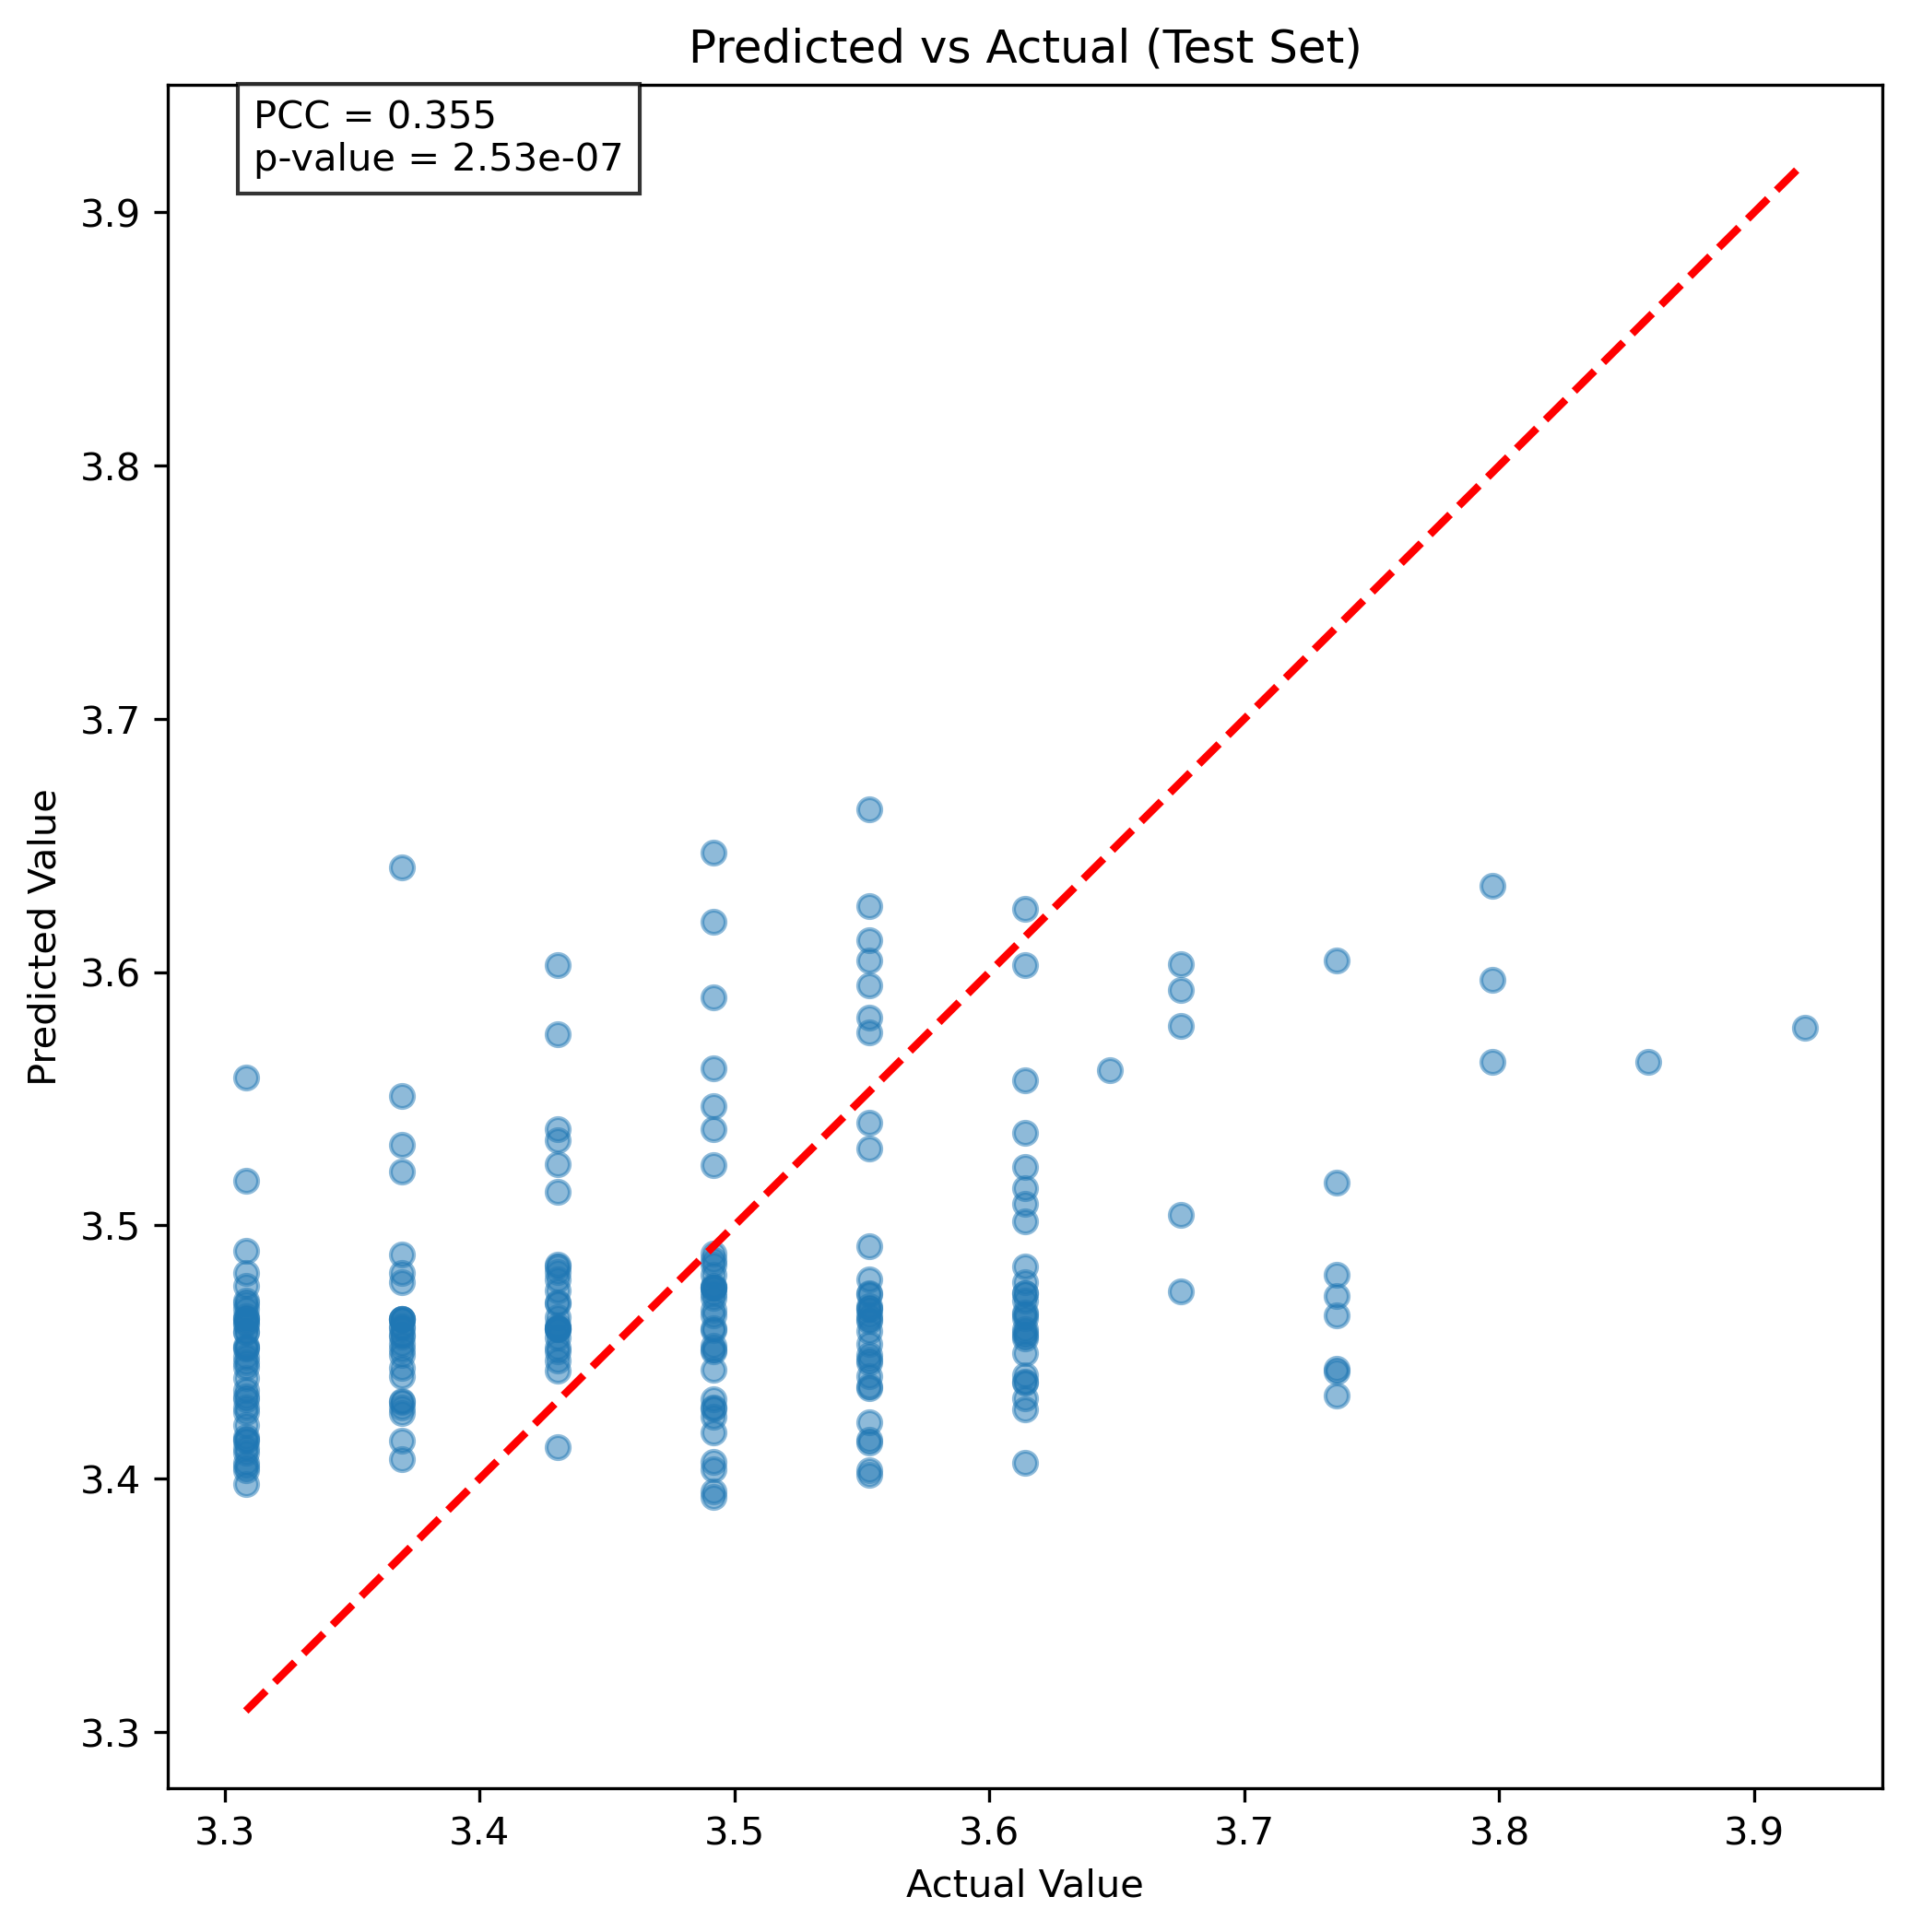 Predicted vs Actual (Test Set)
PCC = 0.355
p-value = 2.53e-07
3.9
3.8
3.7
3.6
3.5
3.4
3.3
Predicted Value
3.3 3.4 3.5 3.6 3.7 3.8 3.9
Actual Value